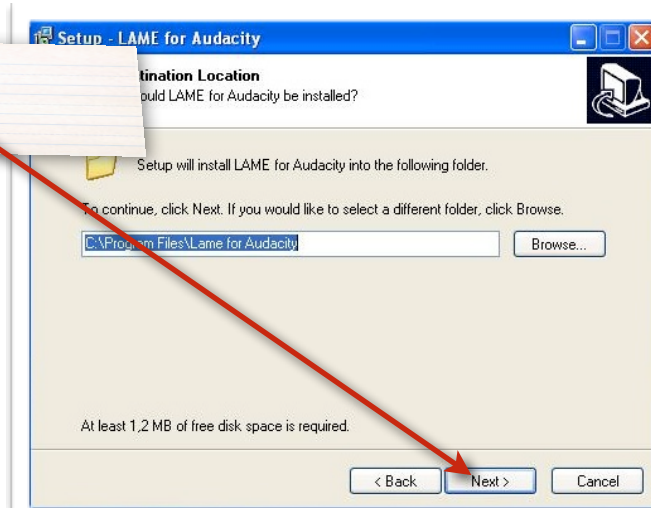 Setup - LAME for Audacity
tination Location
ould LAME for Audacity be installed?
Setup will install LAME for Audacity into the following folder.
To continue, click Next. If you would like to select a different folder, click Browse.
C:\Program Files\Lame for Audacity
Browse...
At least 1,2 MB of free disk space is required.
< Back
Next >
Cancel